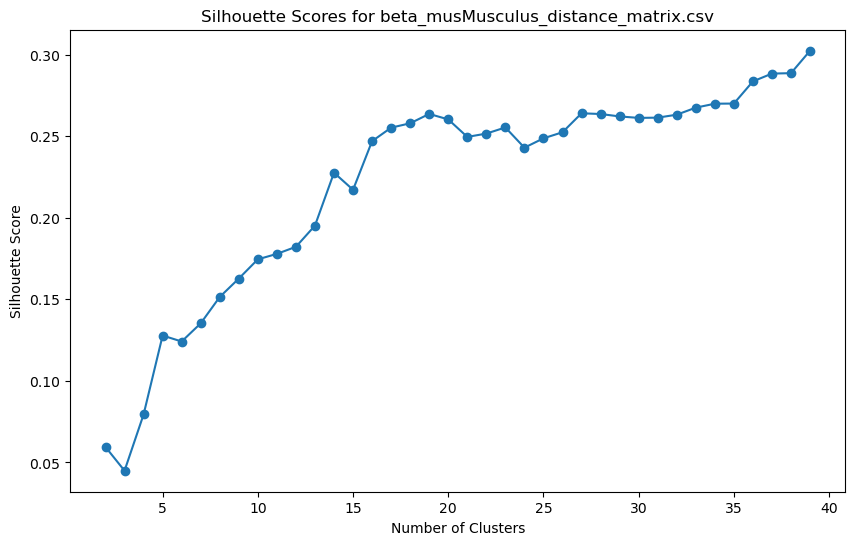 Silhouette Scores for beta_musMusculus_distance_matrix.csv
0.30
0.25
0.20
0.15
0.10
0.05
Silhouette Score
5 10 15 20 25 30 35 40
Number of Clusters